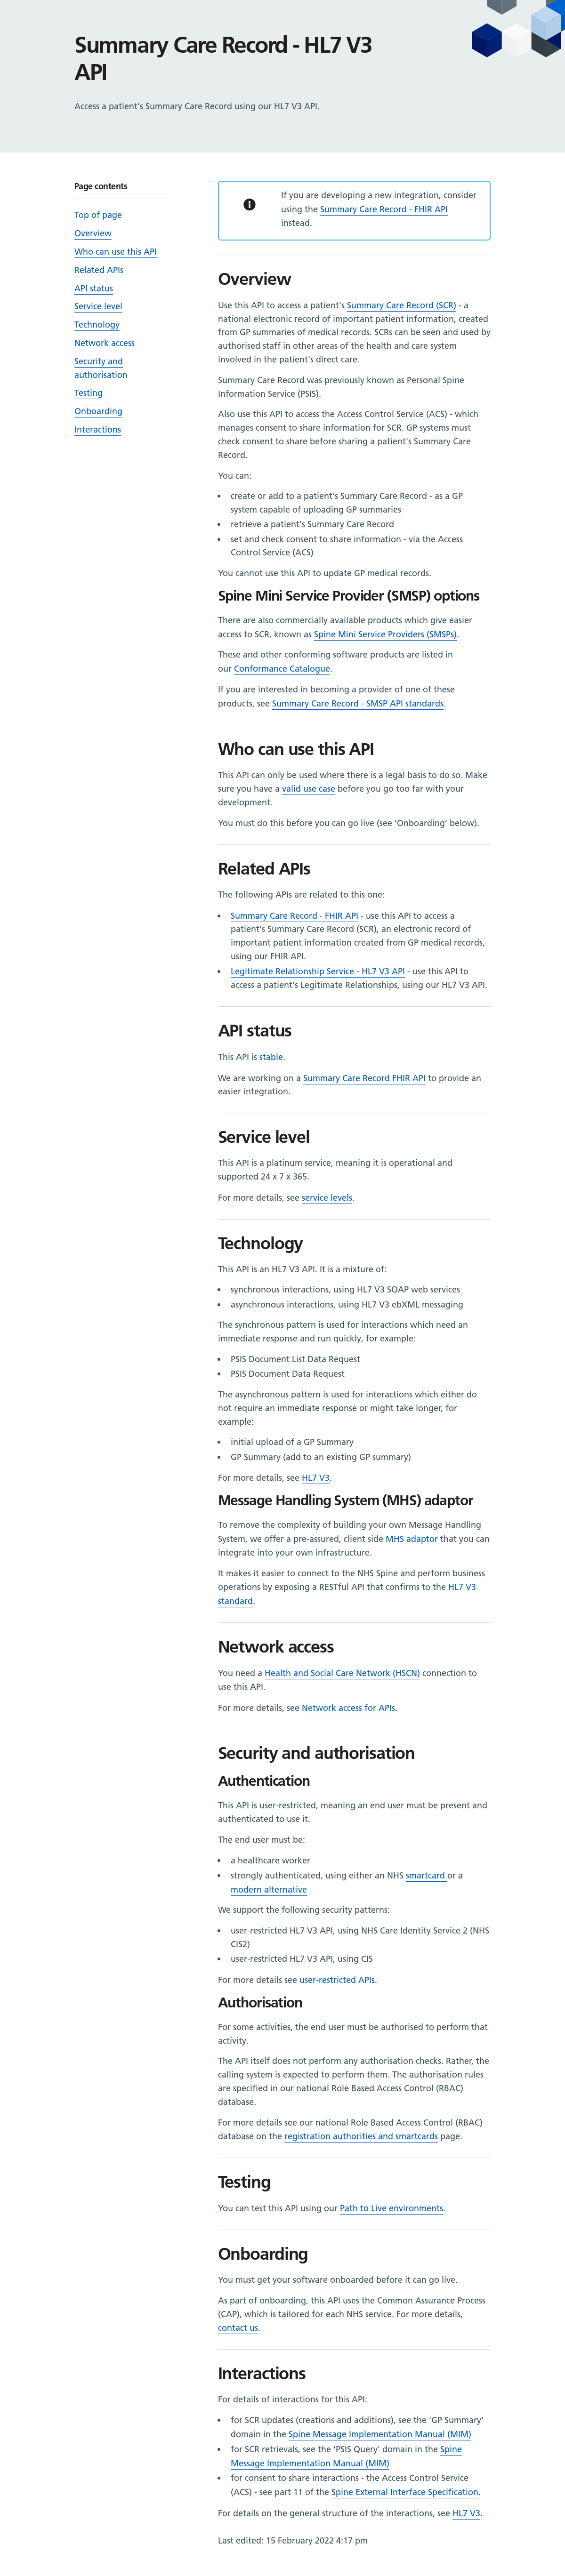 Summary Care Record - HL7 V3
API
Access a patient's Summary Care Record using our HL7 V3 API.
Page contents
Top of page
Overview
Who can use this API
Related APIs
API status
Service level
Technology
Network access
Security and
authorisation
Testing
Onboarding
Interactions
If you are developing a new integration, consider
using the Summary Care Record - FHIR API
instead.
Overview
Use this API to access a patient's Summary Care Record (SCR) - a
national electronic record of important patient information, created
from GP summaries of medical records. SCRs can be seen and used by
authorised staff in other areas of the health and care system
involved in the patient's direct care.
Summary Care Record was previously known as Personal Spine
Information Service (PSIS).
Also use this API to access the Access Control Service (ACS) - which
manages consent to share information for SCR. GP systems must
check consent to share before sharing a patient's Summary Care
Record.
You can:
• create or add to a patient's Summary Care Record - as a GP
system capable of uploading GP summaries
• retrieve a patient's Summary Care Record
• set and check consent to share information - via the Access
Control Service (ACS)
You cannot use this API to update GP medical records.
Spine Mini Service Provider (SMSP) options
There are also commercially available products which give easier
access to SCR, known as Spine Mini Service Providers (SMSPs).
These and other conforming software products are listed in
our Conformance Catalogue.
If you are interested in becoming a provider of one of these
products, see Summary Care Record - SMSP API standards.
Who can use this API
This API can only be used where there is a legal basis to do so. Make
sure you have a valid use case before you go too far with your
development.
You must do this before you can go live (see 'Onboarding' below).
Related APIs
The following APIs are related to this one:
• Summary Care Record - FHIR API - use this API to access a
patient's Summary Care Record (SCR), an electronic record of
important patient information created from GP medical records,
using our FHIR API.
• Legitimate Relationship Service - HL7 V3 API - use this API to
access a patient's Legitimate Relationships, using our HL7 V3 API.
API status
This API is stable.
We are working on a Summary Care Record FHIR API to provide an
easier integration.
Service level
This API is a platinum service, meaning it is operational and
supported 24 x 7 x 365.
For more details, see service levels.
Technology
This API is an HL7 V3 API. It is a mixture of:
• synchronous interactions, using HL7 V3 SOAP web services
• asynchronous interactions, using HL7 V3 ebXML messaging
The synchronous pattern is used for interactions which need an
immediate response and run quickly, for example:
• PSIS Document List Data Request
• PSIS Document Data Request
The asynchronous pattern is used for interactions which either do
not require an immediate response or might take longer, for
example:
• initial upload of a GP Summary
• GP Summary (add to an existing GP summary)
For more details, see HL7 V3.
Message Handling System (MHS) adaptor
To remove the complexity of building your own Message Handling
System, we offer a pre-assured, client side MHS adaptor that you can
integrate into your own infrastructure.
It makes it easier to connect to the NHS Spine and perform business
operations by exposing a RESTful API that confirms to the HL7 V3
standard.
Network access
You need a Health and Social Care Network (HSCN) connection to
use this API.
For more details, see Network access for APIs.
Security and authorisation
Authentication
This API is user-restricted, meaning an end user must be present and
authenticated to use it.
The end user must be:
• a healthcare worker
• strongly authenticated, using either an NHS smartcard or a
modern alternative
We support the following security patterns:
• user-restricted HL7 V3 API, using NHS Care Identity Service 2 (NHS
CIS2)
• user-restricted HL7 V3 API, using CIS
For more details see user-restricted APIs.
Authorisation
For some activities, the end user must be authorised to perform that
activity.
The API itself does not perform any authorisation checks. Rather, the
calling system is expected to perform them. The authorisation rules
are specified in our national Role Based Access Control (RBAC)
database.
For more details see our national Role Based Access Control (RBAC)
database on the registration authorities and smartcards page.
Testing
You can test this API using our Path to Live environments.
Onboarding
You must get your software onboarded before it can go live.
As part of onboarding, this API uses the Common Assurance Process
(CAP), which is tailored for each NHS service. For more details,
contact us.
Interactions
For details of interactions for this API:
• for SCR updates (creations and additions), see the 'GP Summary'
domain in the Spine Message Implementation Manual (MIM)
• for SCR retrievals, see the 'PSIS Query' domain in the Spine
Message Implementation Manual (MIM)
• for consent to share interactions - the Access Control Service
(ACS) - see part 11 of the Spine External Interface Specification.
For details on the general structure of the interactions, see HL7 V3.
Last edited: 15 February 2022 4:17 pm